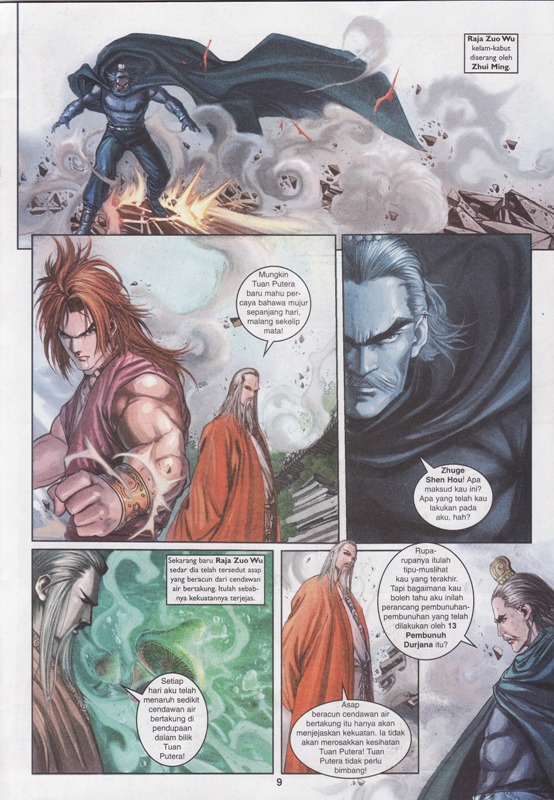 Raja Zuo Wu
kelam-kabut
diserang oleh
Zhui Ming.
Mungkin
Tuan Putera
baru mahu per-
caya bahawa mujur
sepanjang hari,
malang sekelip
mata!
Zhuge
Shen Hou! Apa
maksud kau ini?
Apa yang telah kau
lakukan pada
aku, hah?
Sekarang baru Raja Zuo Wu
sedar dia telah tersedut asap
yang beracun dari cendawan
air bertakung. Itulah sebab-
nya kekuatannya terjejas.
Setiap
hari aku telah
menaruh sedikit
cendawan air
bertakung di
pendupaan
dalam bilik
Tuan
Putera!
Rupa-
rupanya itulah
tipu-muslihat
kau yang terakhir.
Tapi bagaimana kau
boleh tahu aku inilah
perancang pembunuhan-
pembunuhan yang telah
dilakukan oleh 13
Pembunuh
Durjana itu?
Asap
beracun cendawan air
bertakung itu hanya akan
menjejaskan kekuatan. Ia tidak
akan merosakkan kesihatan
Tuan Putera! Tuan
Putera tidak perlu
bimbang!
9